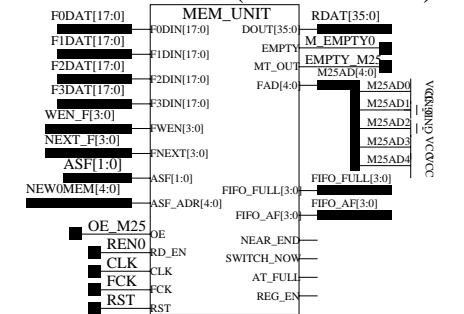 MEM_UNIT
F0DAT[17:0]
F0DIN[17:0]
F1DAT[17:0]
F1DIN[17:0]
F2DAT[17:0]
F2DIN[17:0]
F3DAT[17:0]
F3DIN[17:0]
WEN_F[3:0]
FWEN[3:0]
NEXT_F[3:0]
FNEXT[3:0]
ASF[1:0]
ASF[1:0]
NEW0MEM[4:0]
ASF_ADR[4:0]
OE_M25
OE
REN0
RD_EN
CLK
CLK
FCK
FCK
RST
RST
RDAT[35:0]
DOUT[35:0]
M_EMPTY0
EMPTY
EMPTY_M25
MT_OUT
M25AD[4:0]
FAD[4:0]
M25AD0
M25AD1
M25AD2
M25AD3
M25AD4
FIFO_FULL[3:0]
FIFO_FULL[3:0]
FIFO_AF[3:0]
FIFO_AF[3:0]
NEAR_END
SWITCH_NOW
AT_FULL
REG_EN